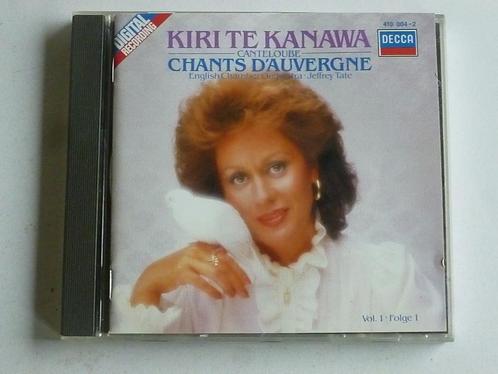 DIGITAL RECORDING
KIRI TE KANAWA
410 004-2
DECCA
CANTELOUBE
CHANTS D'AUVERGNE
English Chamber Orchestra · Jeffrey Tate
Vol. 1 · Folge 1